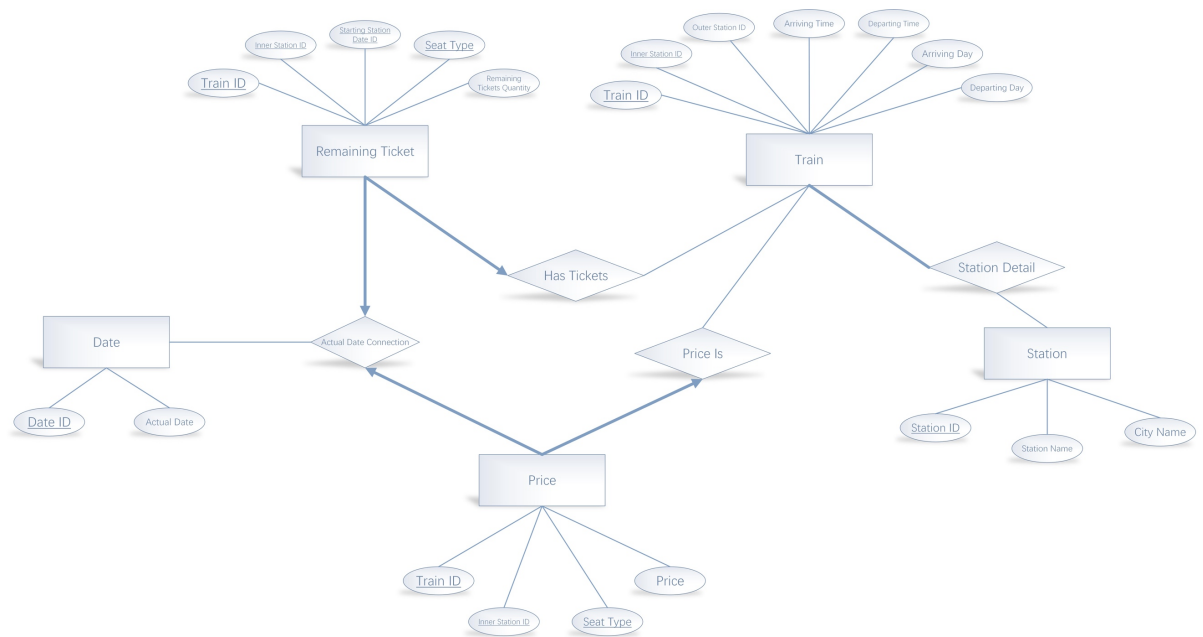 Starting Station
Date ID
Inner Station ID
Seat Type
Train ID
Remaining
Tickets Quantity
Remaining Ticket
Outer Station ID
Arriving Time
Departing Time
Inner Station ID
Arriving Day
Train ID
Departing Day
Train
Has Tickets
Station Detail
Date
Actual Date Connection
Price Is
Station
Date ID
Actual Date
Station ID
Station Name
City Name
Price
Train ID
Price
Inner Station ID
Seat Type